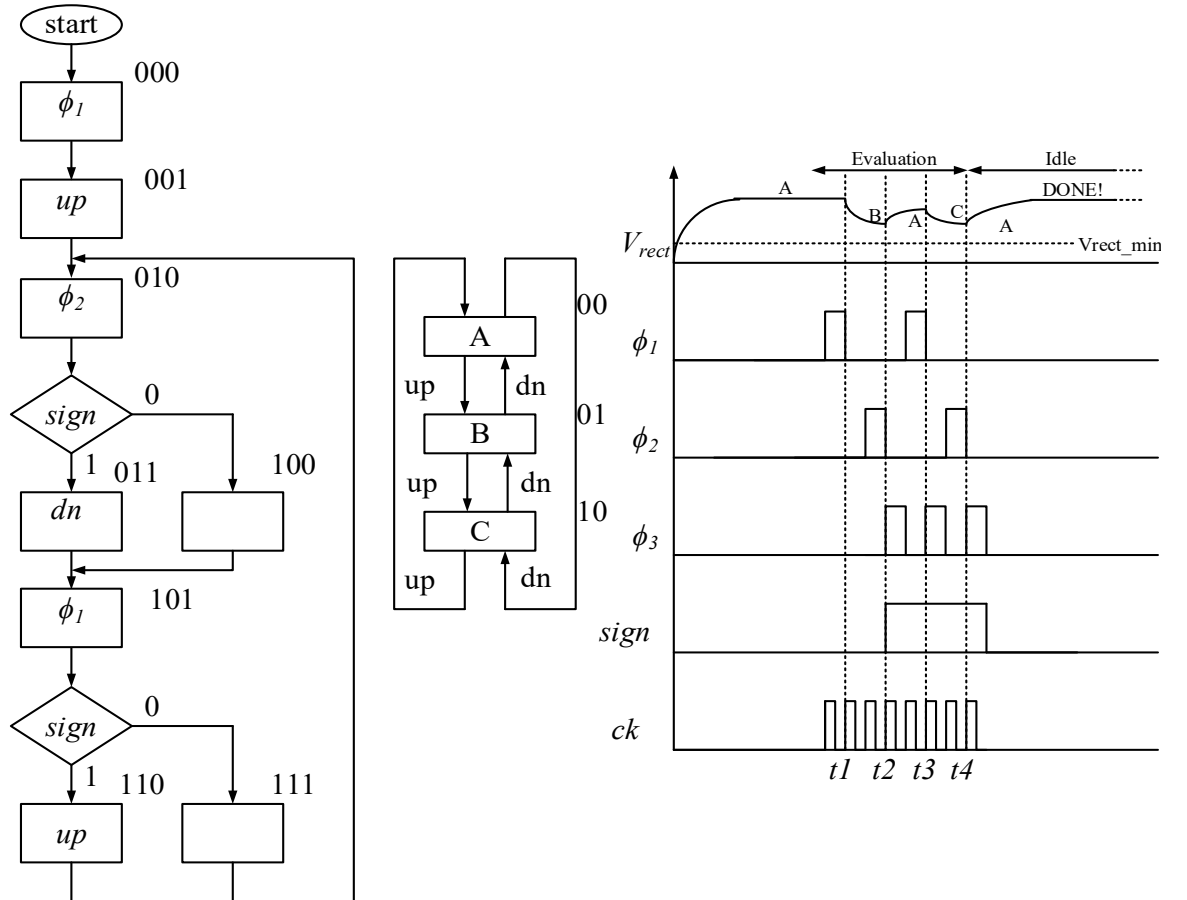 start
000
ϕ1
001
up
010
ϕ2
sign
0
1
011
100
dn
101
ϕ1
sign
0
1
110
111
up
00
A
up
dn
01
B
up
dn
10
C
up
dn
Evaluation
Idle
A
B
A
C
A
DONE!
Vrect
Vrect_min
ϕ1
ϕ2
ϕ3
sign
ck
t1 t2 t3 t4